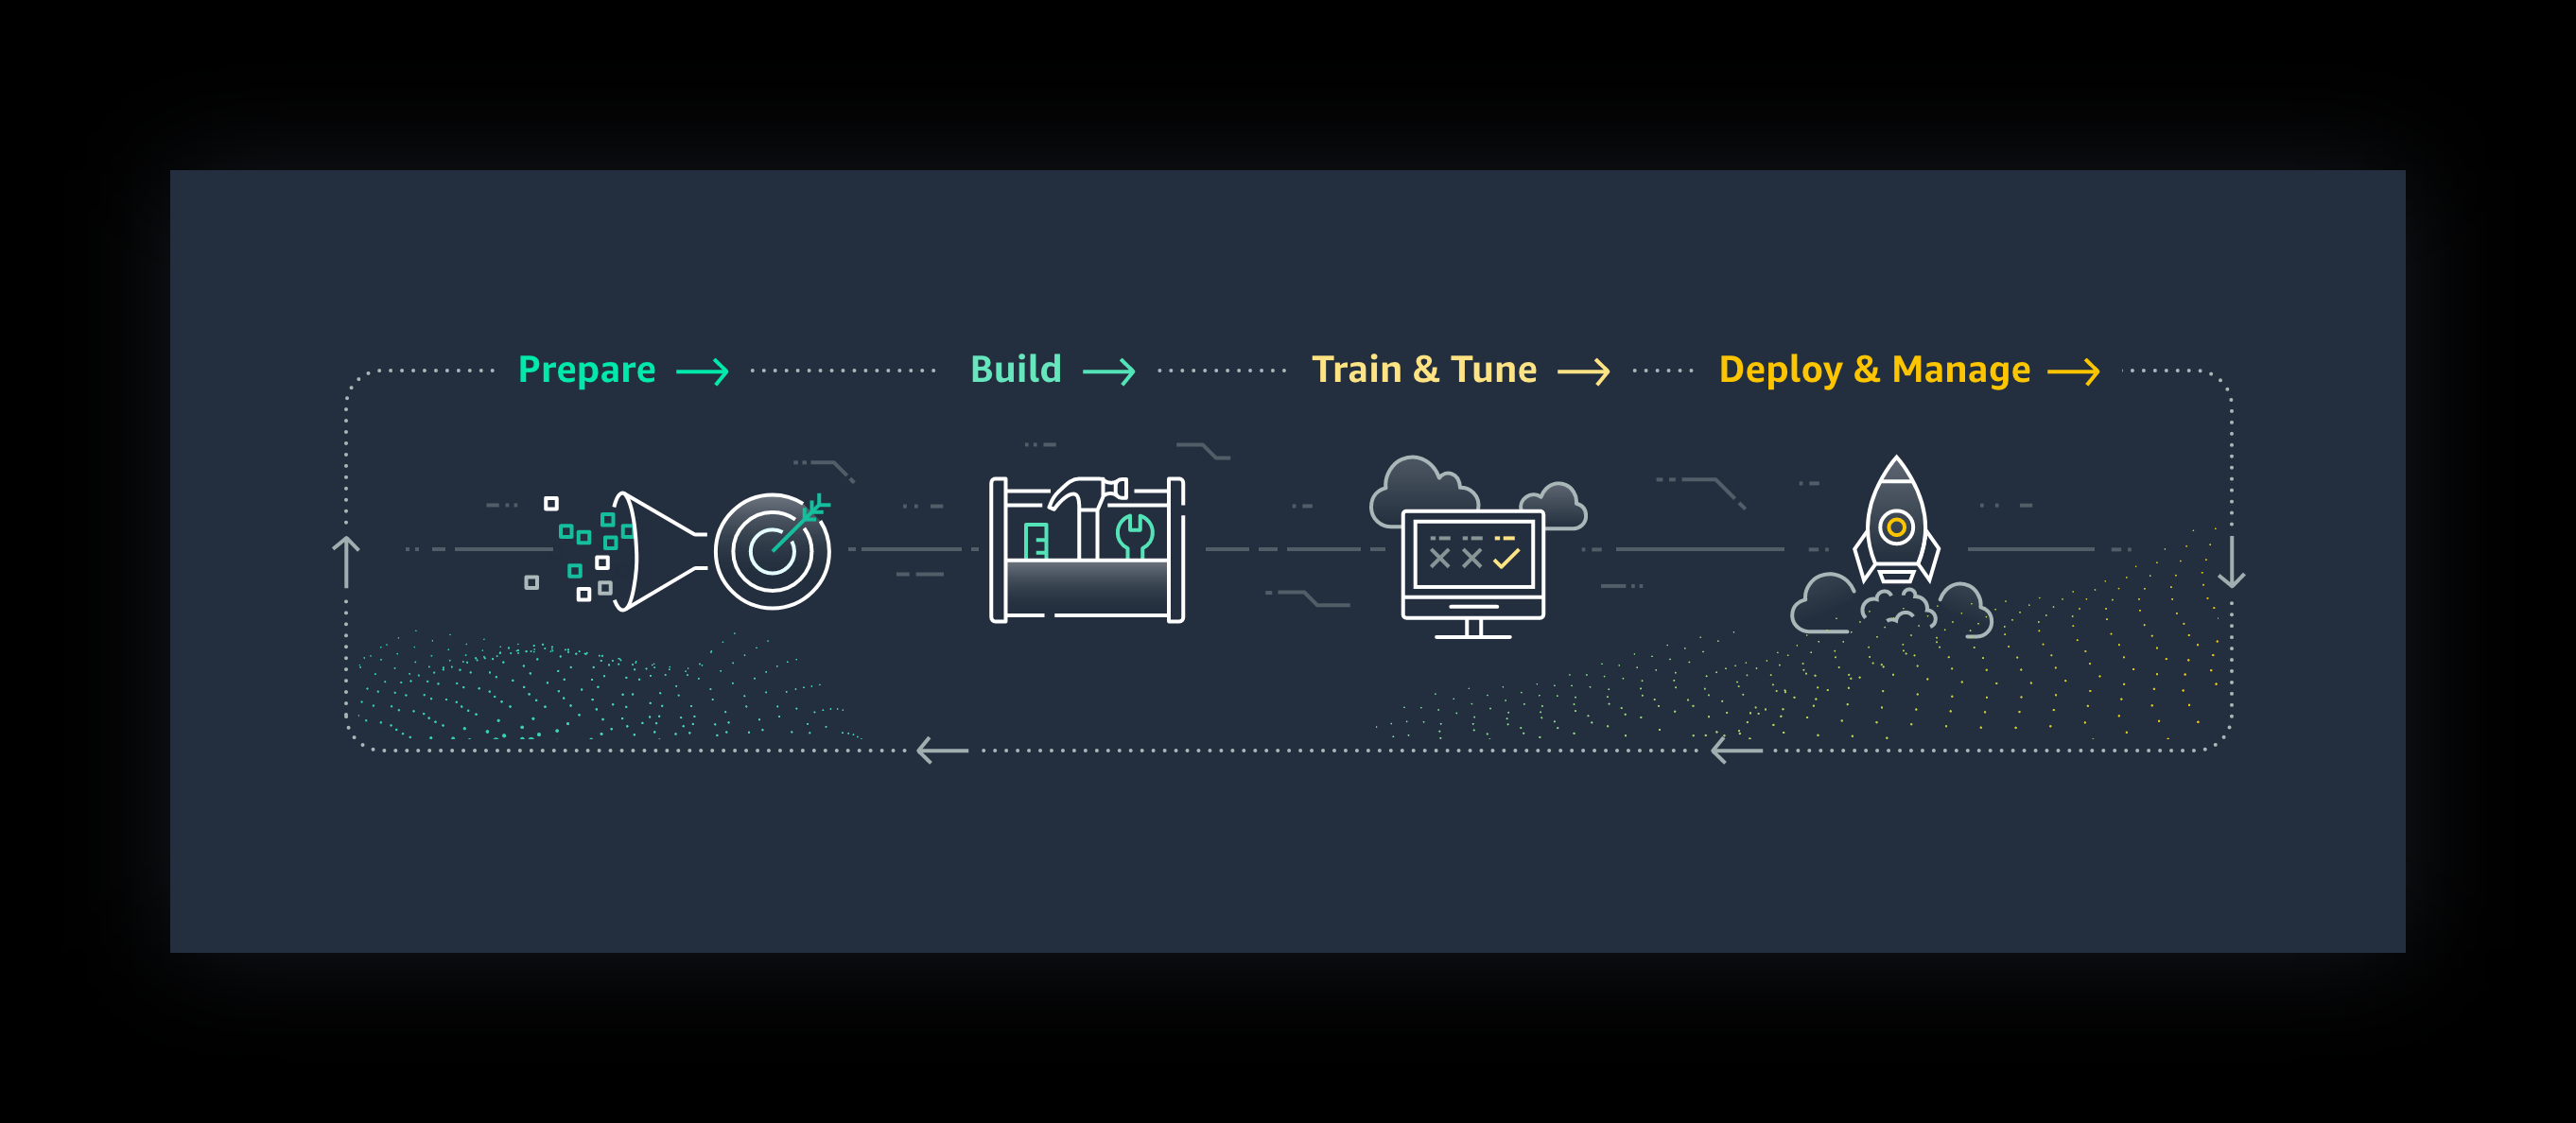 Prepare
Build
Train & Tune
Deploy & Manage